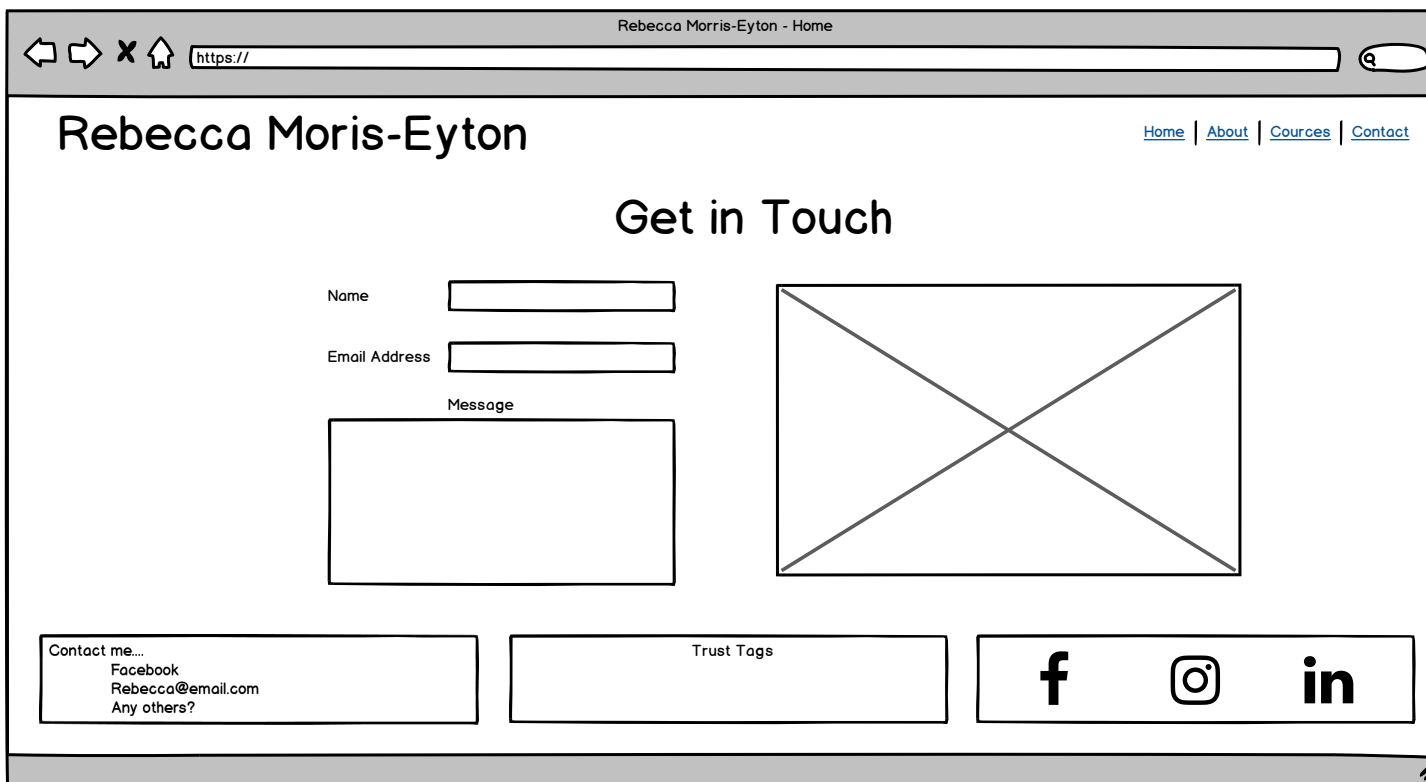 Rebecca Morris-Eyton - Home
https://
Rebecca Moris-Eyton
Home | About | Cources | Contact
Get in Touch
Name
Email Address
Message
Contact me....
Facebook
Rebecca@email.com
Any others?
Trust Tags
f
in